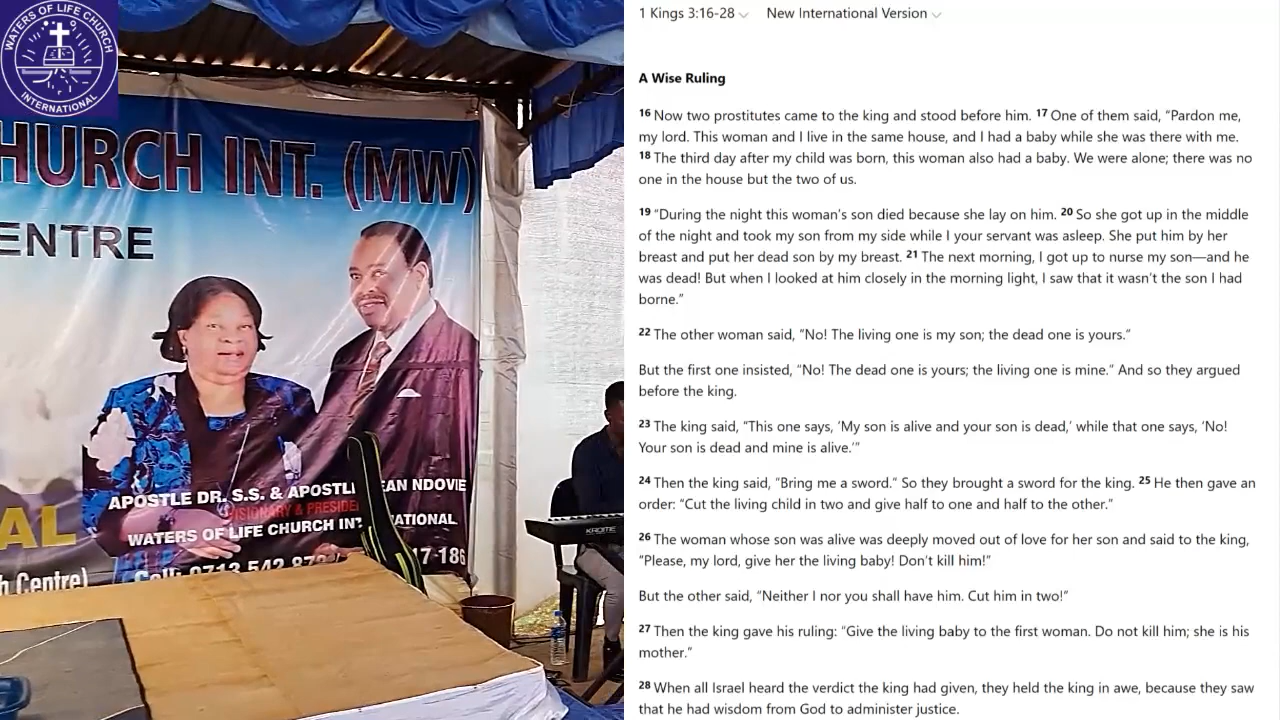 WATERS OF LIFE CHURCH
INTERNATIONAL
HURCH INT. (MW)
ENTRE
APOSTLE DR. S.S. & APOSTL EAN NDOVIE
VISIONARY & PRESIDE
WATERS OF LIFE CHURCH INT NATIONAL
AL
h Centre)
Call: 0713 542 87 17-186
1 Kings 3:16-28 New International Version
A Wise Ruling
16 Now two prostitutes came to the king and stood before him. 17 One of them said, “Pardon me,
my lord. This woman and I live in the same house, and I had a baby while she was there with me.
18 The third day after my child was born, this woman also had a baby. We were alone; there was no
one in the house but the two of us.
19 “During the night this woman’s son died because she lay on him. 20 So she got up in the middle
of the night and took my son from my side while I your servant was asleep. She put him by her
breast and put her dead son by my breast. 21 The next morning, I got up to nurse my son—and he
was dead! But when I looked at him closely in the morning light, I saw that it wasn’t the son I had
borne.”
22 The other woman said, “No! The living one is my son; the dead one is yours.”
But the first one insisted, “No! The dead one is yours; the living one is mine.” And so they argued
before the king.
23 The king said, “This one says, ‘My son is alive and your son is dead,’ while that one says, ‘No!
Your son is dead and mine is alive.’”
24 Then the king said, “Bring me a sword.” So they brought a sword for the king. 25 He then gave an
order: “Cut the living child in two and give half to one and half to the other.”
26 The woman whose son was alive was deeply moved out of love for her son and said to the king,
“Please, my lord, give her the living baby! Don’t kill him!”
But the other said, “Neither I nor you shall have him. Cut him in two!”
27 Then the king gave his ruling: “Give the living baby to the first woman. Do not kill him; she is his
mother.”
28 When all Israel heard the verdict the king had given, they held the king in awe, because they saw
that he had wisdom from God to administer justice.